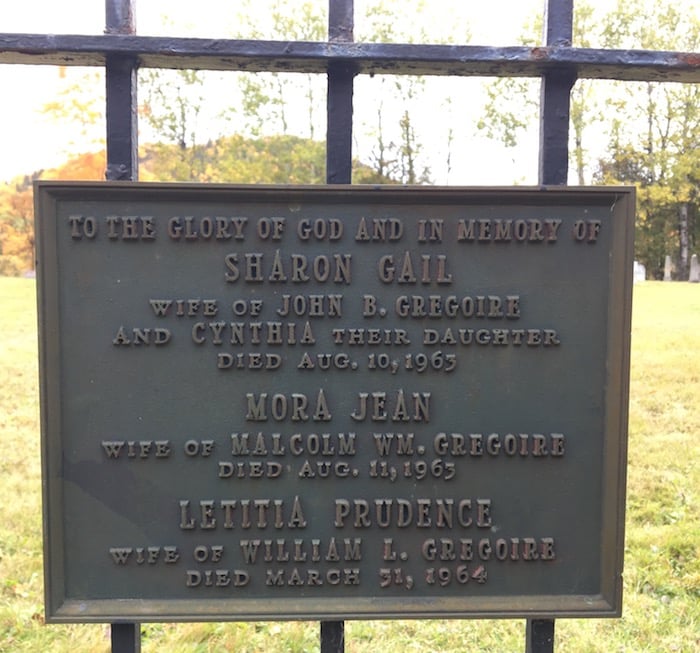 TO THE GLORY OF GOD AND IN MEMORY OF
SHARON GAIL
WIFE OF JOHN B. GREGOIRE
AND CYNTHIA THEIR DAUGHTER
DIED AUG. 10, 1963
MORA JEAN
WIFE OF MALCOLM WM. GREGOIRE
DIED AUG. 11, 1963
LETITIA PRUDENCE
WIFE OF WILLIAM L. GREGOIRE
DIED MARCH 31, 1964